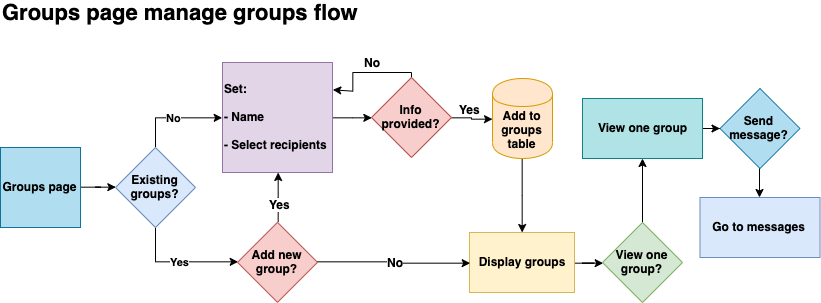 Groups page manage groups flow
Groups page
Existing
groups?
No
Yes
Set:
- Name
- Select recipients
No
Info
provided?
Yes
Add to
groups
table
Yes
Add new
group?
No
Display groups
View one
group?
View one group
Send
message?
Go to messages